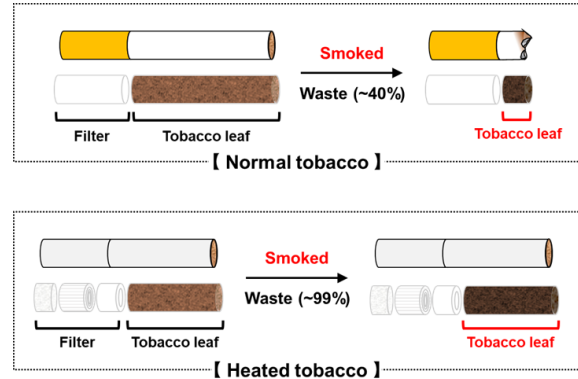 Smoked
Waste (~40%)
Filter
Tobacco leaf
Tobacco leaf
【 Normal tobacco 】
Smoked
Waste (~99%)
Filter
Tobacco leaf
Tobacco leaf
【 Heated tobacco 】